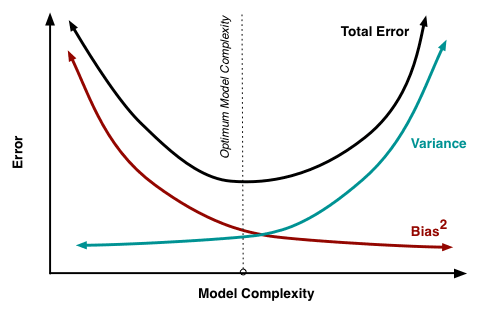 Total Error
Optimum Model Complexity
Variance
Error
Bias²
Model Complexity